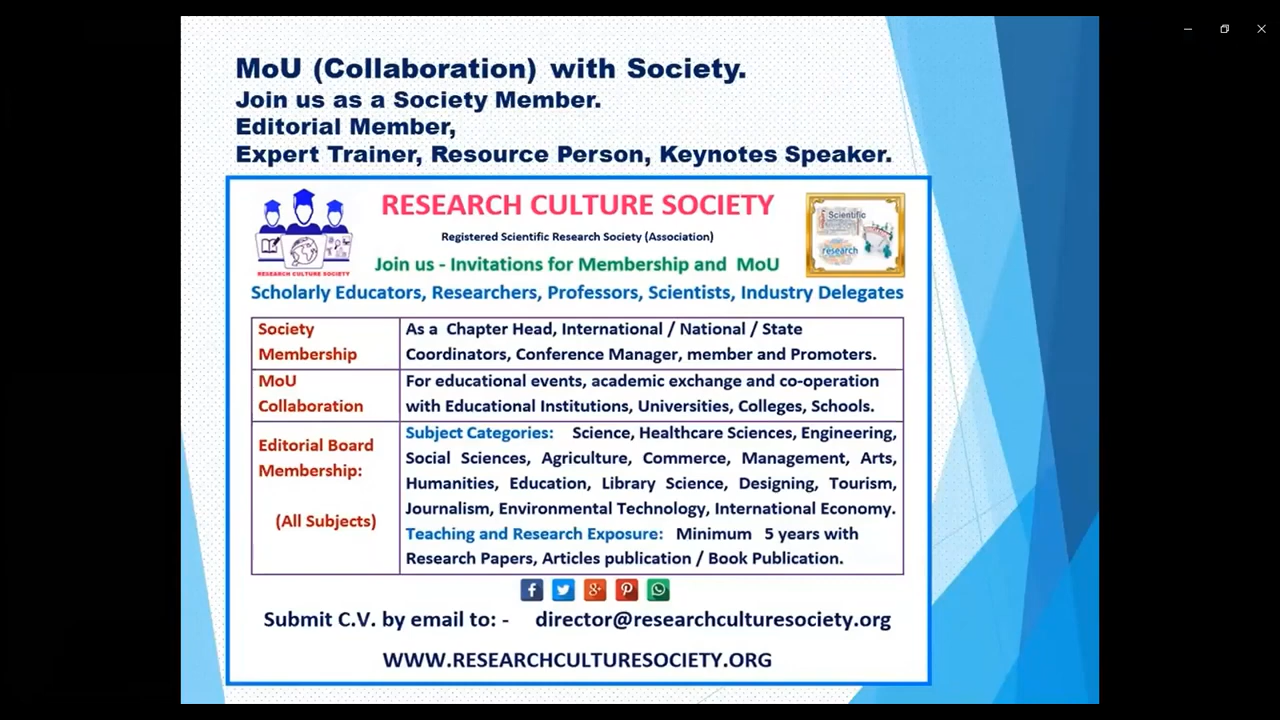 MoU (Collaboration) with Society.
Join us as a Society Member.
Editorial Member,
Expert Trainer, Resource Person, Keynotes Speaker.
RESEARCH CULTURE SOCIETY
Registered Scientific Research Society (Association)
Join us - Invitations for Membership and MoU
RESEARCH CULTURE SOCIETY
Scientific
research
Scholarly Educators, Researchers, Professors, Scientists, Industry Delegates
Society
Membership
As a Chapter Head, International / National / State
Coordinators, Conference Manager, member and Promoters.
MoU
Collaboration
For educational events, academic exchange and co-operation
with Educational Institutions, Universities, Colleges, Schools.
Editorial Board
Membership:
(All Subjects)
Subject Categories: Science, Healthcare Sciences, Engineering,
Social Sciences, Agriculture, Commerce, Management, Arts,
Humanities, Education, Library Science, Designing, Tourism,
Journalism, Environmental Technology, International Economy.
Teaching and Research Exposure: Minimum 5 years with
Research Papers, Articles publication / Book Publication.
Submit C.V. by email to: - director@researchculturesociety.org
WWW.RESEARCHCULTURESOCIETY.ORG